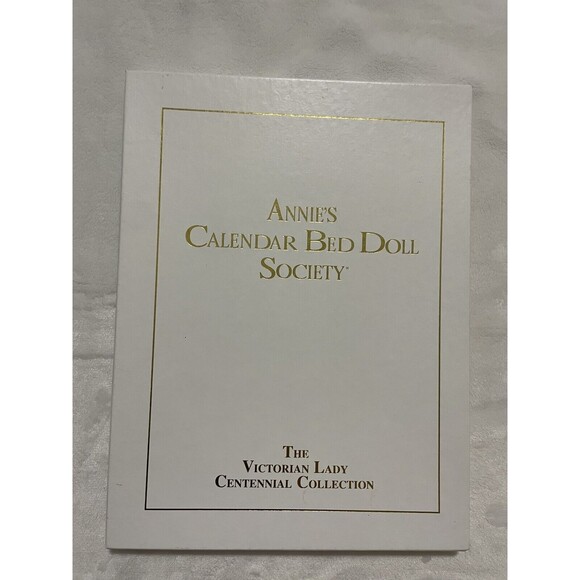 ANNIE'S
CALENDAR BED DOLL
SOCIETY®
THE
VICTORIAN LADY
CENTENNIAL COLLECTION